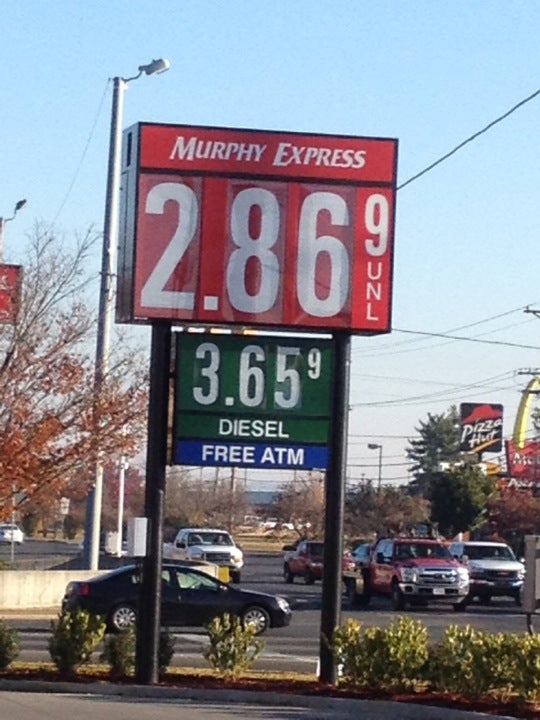 MURPHY EXPRESS
2.86 9
UNL
3.65 9
DIESEL
FREE ATM
Pizza
Hut